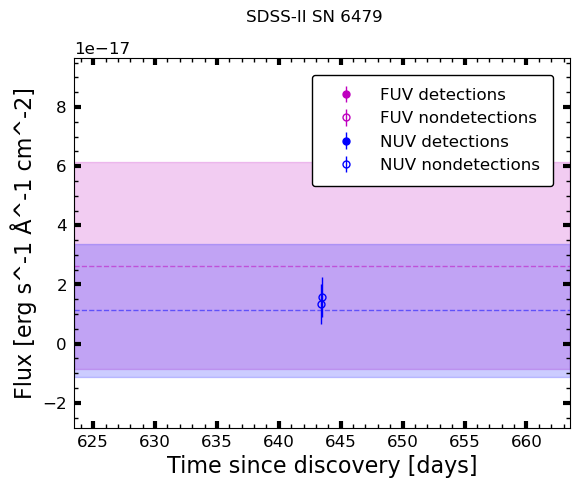 SDSS-II SN 6479
1e−17
FUV detections
FUV nondetections
NUV detections
NUV nondetections
8
6
4
2
0
−2
Flux [erg s^-1 Å^-1 cm^-2]
625 630 635 640 645 650 655 660
Time since discovery [days]